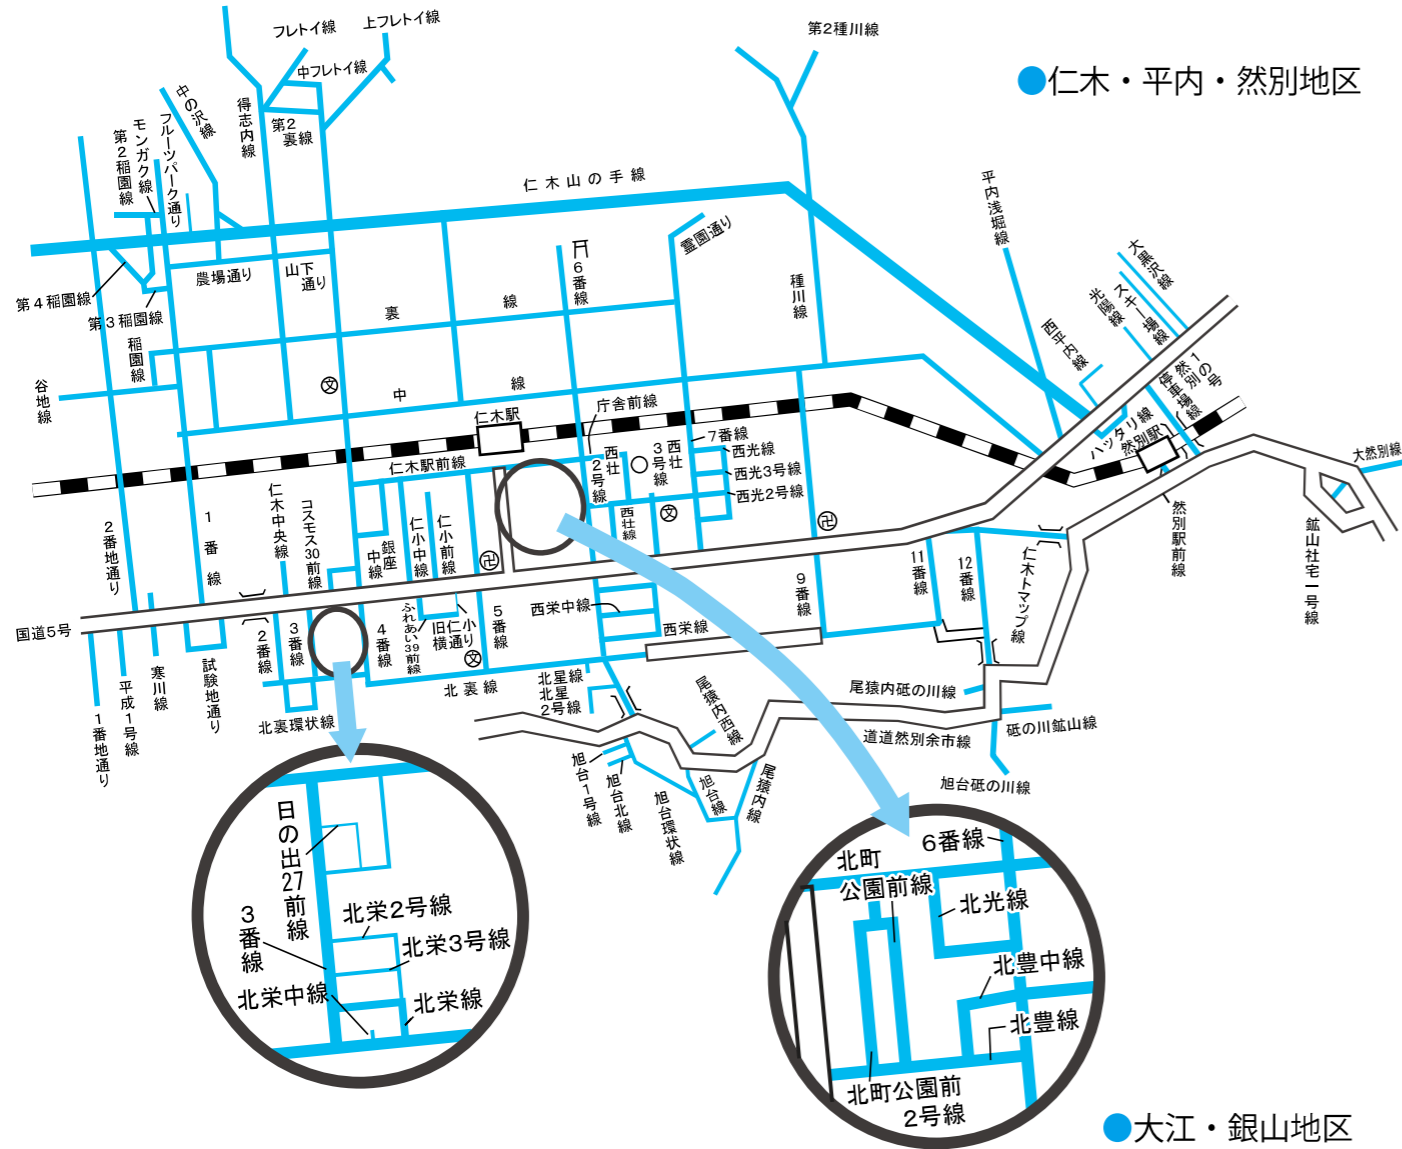 仁木・平内・然別地区
フレトイ線
上フレトイ線
中フレトイ線
第2種川線
中の沢線
得志内線
第2裏線
フルーツパーク通り
モンガク線
第2稲園線
仁木山の手線
霊園通り
平内浅堀線
大黒沢線
スキー場線
光陽線
西平内線
第4稲園線
第3稲園線
農場通り
山下通り
6番線
種川線
裏線
稲園線
谷地線
中線
文
仁木駅
庁舎前線
仁木駅前線
西壮2号線
西壮3号線
西壮線
7番線
西光線
西光3号線
西光2号線
文
然別1の号
停車場線
ハッタリ線
然別駅
大然別線
然別駅前線
鉱山社宅一号線
2番地通り
1番線
仁木中央線
コスモス30前線
銀座中線
仁小中線
仁小前線
卍
卍
国道5号
1番地通り
平成1号線
寒川線
試験地通り
2番線
3番線
4番線
ふれあい39前線
旧仁小横通り
文
5番線
西栄中線
西栄線
9番線
11番線
12番線
仁木トマップ線
北裏環状線
北裏線
北星線
北星2号線
尾猿内西線
尾猿内砥の川線
道道然別余市線
砥の川鉱山線
旭台砥の川線
旭台1号線
旭台北線
旭台環状線
旭台線
尾猿内線
日の出27前線
3番線
北栄2号線
北栄3号線
北栄中線
北栄線
6番線
北町公園前線
北光線
北豊中線
北豊線
北町公園前2号線
大江・銀山地区